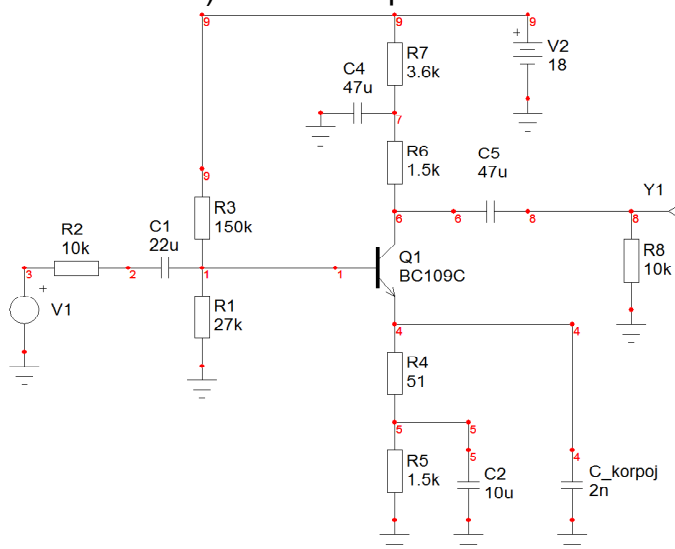 9
9
9
R7
3.6k
+
V2
18
C4
47u
7
R6
1.5k
C5
47u
Y1
9
R3
150k
6
6
8
8
R2
10k
C1
22u
Q1
BC109C
R8
10k
3
2
1
1
+
V1
R1
27k
4
4
R4
51
5
5
5
4
R5
1.5k
C2
10u
C_korpoj
2n